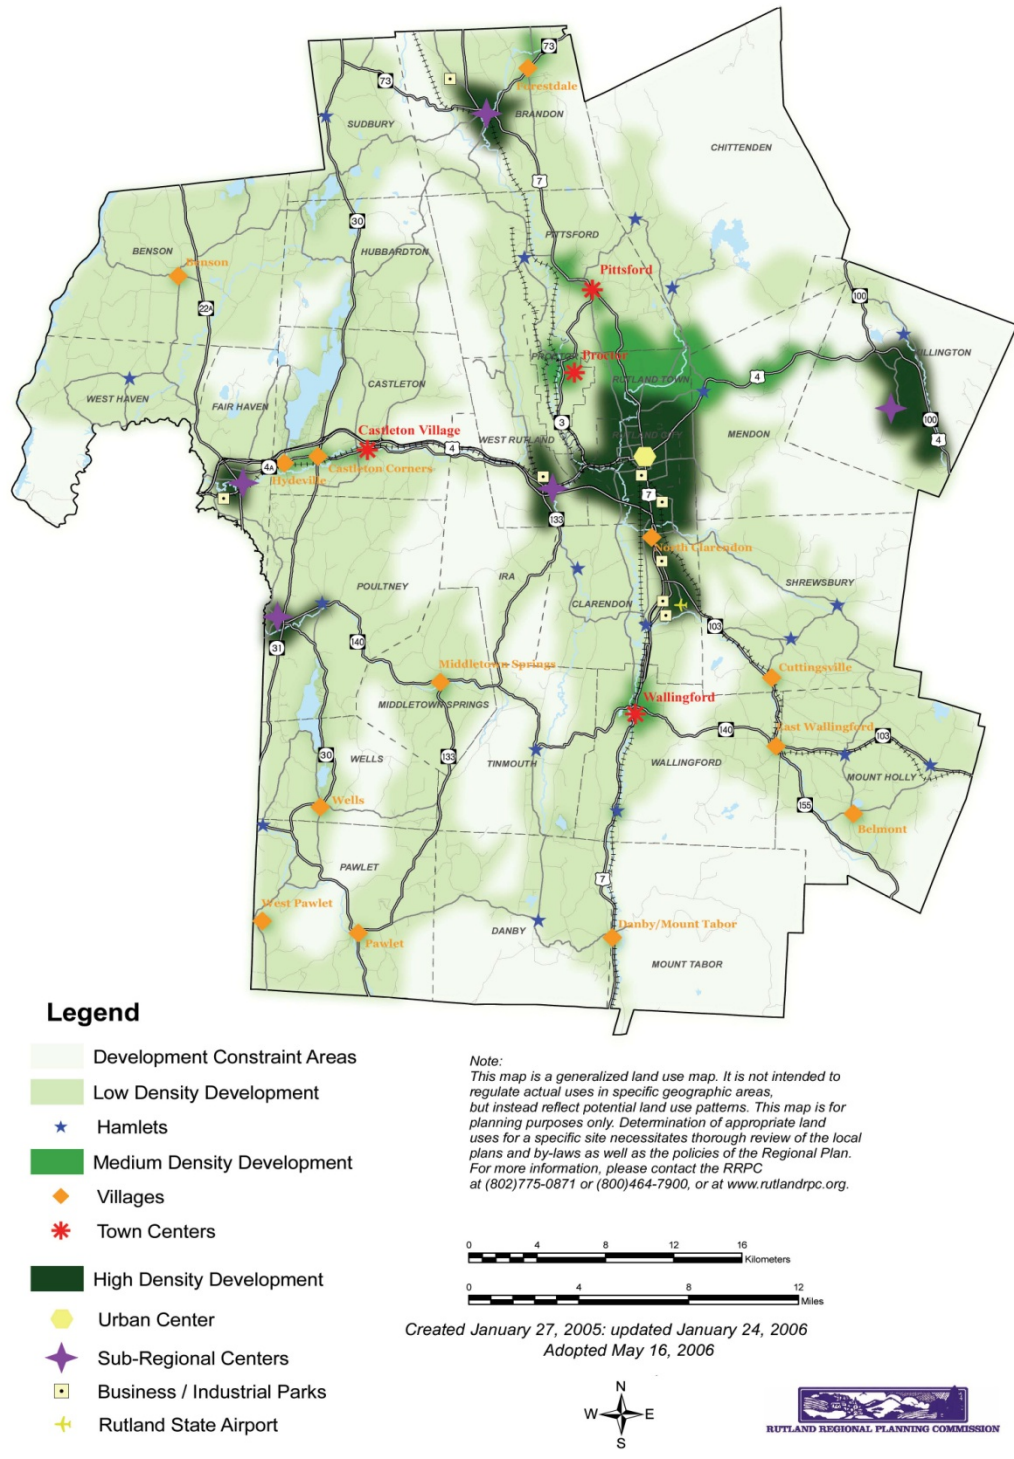 73
Forestdale
73
BRANDON
SUDBURY
CHITTENDEN
7
30
PITTSFORD
BENSON
HUBBARDTON
Benson
Pittsford
100
22A
KILLINGTON
Proctor
RUTLAND TOWN
4
WEST HAVEN
CASTLETON
FAIR HAVEN
100
3
Castleton Village
WEST RUTLAND
RUTLAND CITY
MENDON
4
4
4A
Castleton Corners
Hydeville
7
133
North Clarendon
IRA
SHREWSBURY
POULTNEY
CLARENDON
103
140
31
Middletown Springs
Cuttingsville
Wallingford
MIDDLETOWN SPRINGS
East Wallingford
140
103
30
133
WELLS
TINMOUTH
WALLINGFORD
MOUNT HOLLY
Wells
155
Belmont
PAWLET
7
West Pawlet
Danby/Mount Tabor
DANBY
Pawlet
MOUNT TABOR
Legend
Development Constraint Areas
Low Density Development
Hamlets
Medium Density Development
Villages
Town Centers
High Density Development
Urban Center
Sub-Regional Centers
Business / Industrial Parks
Rutland State Airport
Note:
This map is a generalized land use map. It is not intended to
regulate actual uses in specific geographic areas,
but instead reflect potential land use patterns. This map is for
planning purposes only. Determination of appropriate land
uses for a specific site necessitates thorough review of the local
plans and by-laws as well as the policies of the Regional Plan.
For more information, please contact the RRPC
at (802)775-0871 or (800)464-7900, or at www.rutlandrpc.org.
0 4 8 12 16
Kilometers
0 4 8 12
Miles
Created January 27, 2005: updated January 24, 2006
Adopted May 16, 2006
N
W E
S
RUTLAND REGIONAL PLANNING COMMISSION